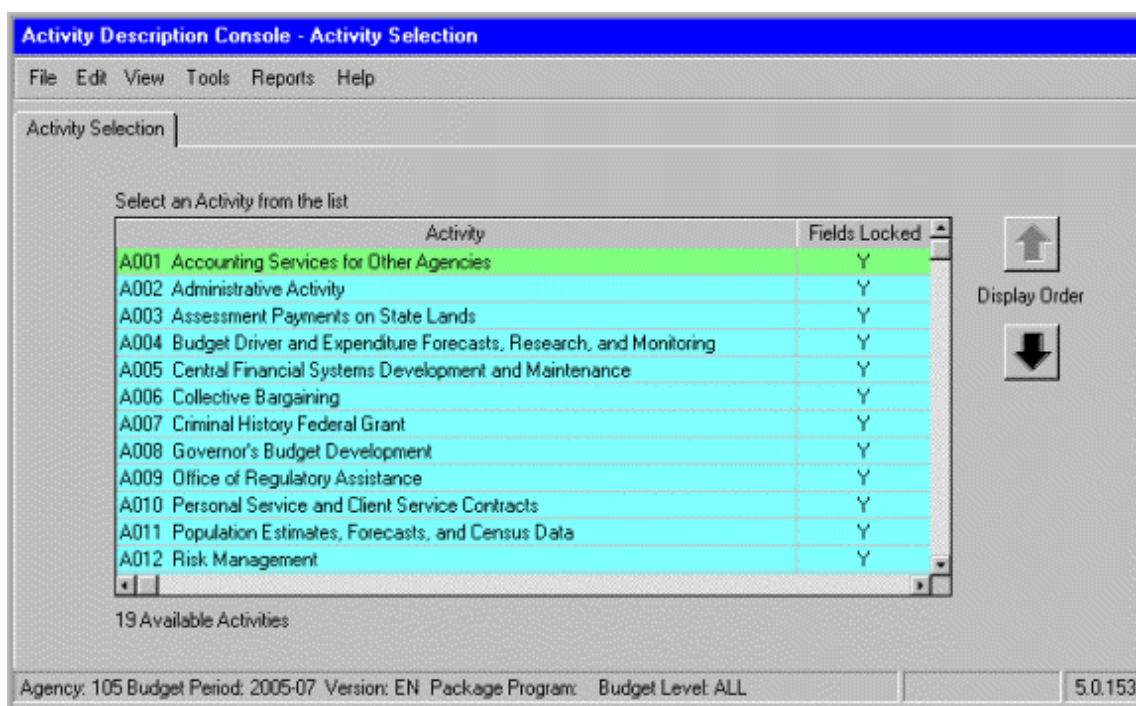 Activity Description Console - Activity Selection
File Edit View Tools Reports Help
Activity Selection
Select an Activity from the list
Activity Fields Locked
A001 Accounting Services for Other Agencies Y
A002 Administrative Activity Y
A003 Assessment Payments on State Lands Y
A004 Budget Driver and Expenditure Forecasts, Research, and Monitoring Y
A005 Central Financial Systems Development and Maintenance Y
A006 Collective Bargaining Y
A007 Criminal History Federal Grant Y
A008 Governor's Budget Development Y
A009 Office of Regulatory Assistance Y
A010 Personal Service and Client Service Contracts Y
A011 Population Estimates, Forecasts, and Census Data Y
A012 Risk Management Y
Display Order
19 Available Activities
Agency: 105 Budget Period: 2005-07 Version: EN Package Program: Budget Level: ALL 5.0.153